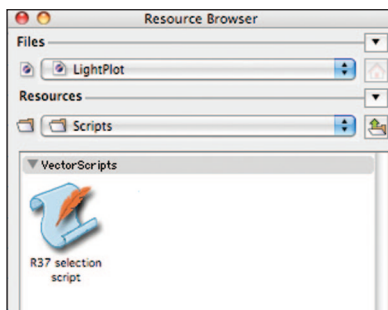 Resource Browser
Files
LightPlot
Resources
Scripts
VectorScripts
R37 selection
script